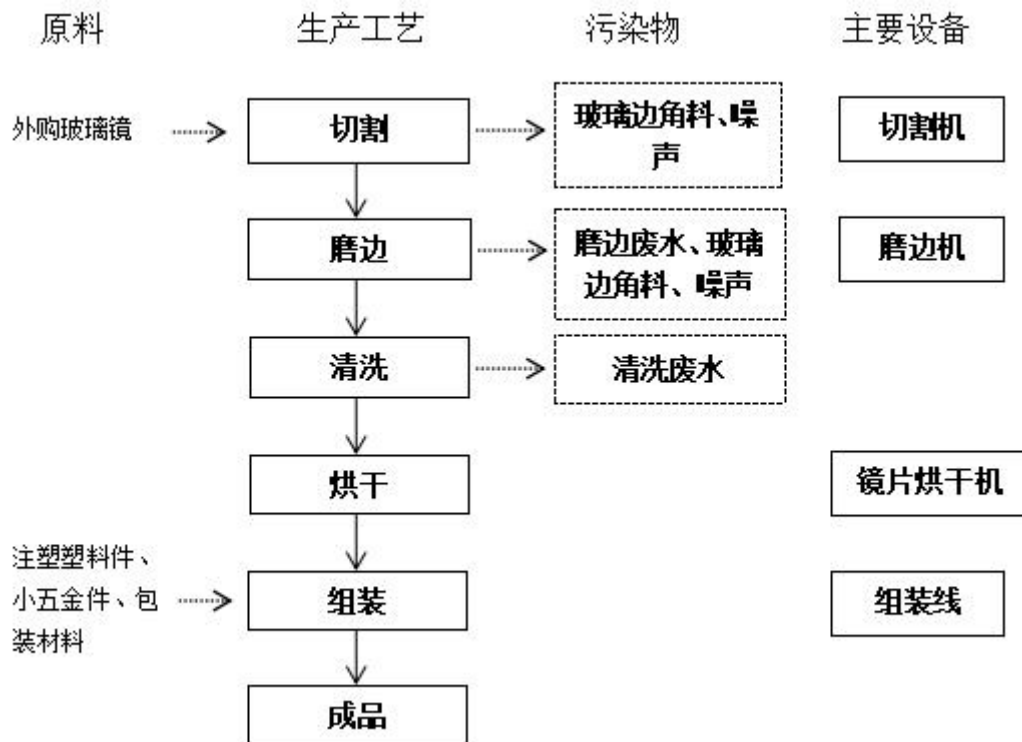 原料 生产工艺 污染物 主要设备
外购玻璃镜 切割 玻璃边角料、噪 切割机
声
磨边 磨边废水、玻璃 磨边机
边角料、噪声
清洗 清洗废水
烘干 镜片烘干机
注塑塑料件、
小五金件、包 组装 组装线
装材料
成品